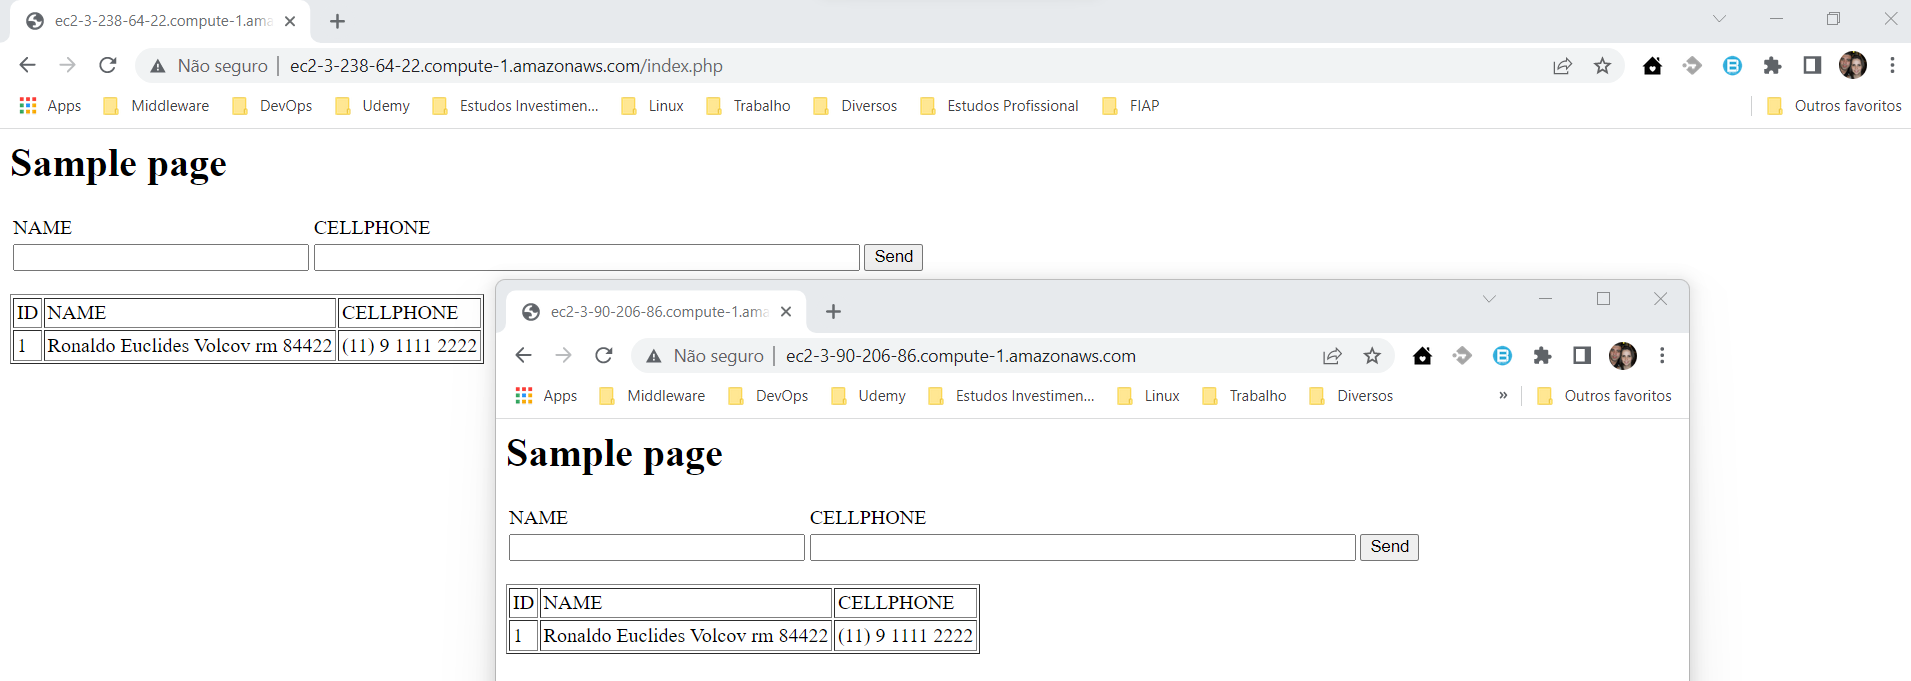 ec2-3-238-64-22.compute-1.ama
Não seguro | ec2-3-238-64-22.compute-1.amazonaws.com/index.php
Apps Middleware DevOps Udemy Estudos Investimen... Linux Trabalho Diversos Estudos Profissional FIAP Outros favoritos
Sample page
NAME CELLPHONE
Send
ID NAME CELLPHONE
1 Ronaldo Euclides Volcov rm 84422 (11) 9 1111 2222
ec2-3-90-206-86.compute-1.ama
Não seguro | ec2-3-90-206-86.compute-1.amazonaws.com
Apps Middleware DevOps Udemy Estudos Investimen... Linux Trabalho Diversos » Outros favoritos
Sample page
NAME CELLPHONE
Send
ID NAME CELLPHONE
1 Ronaldo Euclides Volcov rm 84422 (11) 9 1111 2222